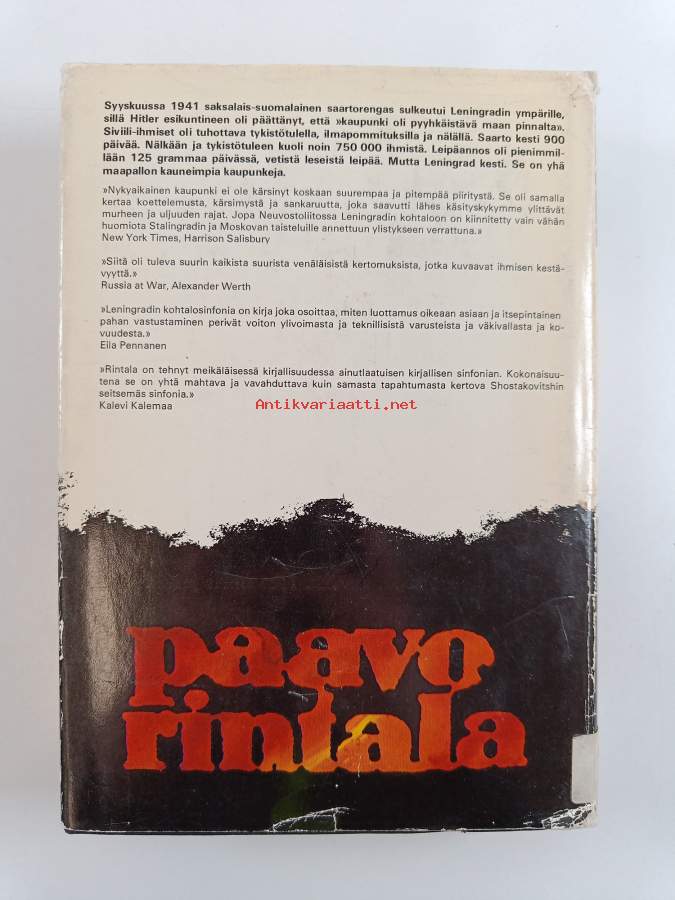 Syyskuussa 1941 saksalais-suomalainen saartorengas sulkeutui Leningradin ympärille,
sillä Hitler esikuntineen oli päättänyt, että »kaupunki oli pyyhkäistävä maan pinnalta».
Siviili-ihmiset oli tuhottava tykistötulella, ilmapommituksilla ja nälällä. Saarto kesti 900
päivää. Nälkään ja tykistötuleen kuoli noin 750 000 ihmistä. Leipäannos oli pienimmil-
lään 125 grammaa päivässä, vetistä leseistä leipää. Mutta Leningrad kesti. Se on yhä
maapallon kauneimpia kaupunkeja.
»Nykyaikainen kaupunki ei ole kärsinyt koskaan suurempaa ja pitempää piiritystä. Se oli samalla
kertaa koettelemusta, kärsimystä ja sankaruutta, joka saavutti lähes käsityskykymme ylittävät
murheen ja uljuuden rajat. Jopa Neuvostoliitossa Leningradin kohtaloon on kiinnitetty vain vähän
huomiota Stalingradin ja Moskovan taisteluille annettuun ylistykseen verrattuna.»
New York Times, Harrison Salisbury
»Siitä oli tuleva suurin kaikista suurista venäläisistä kertomuksista, jotka kuvaavat ihmisen kestä-
vyyttä.»
Russia at War, Alexander Werth
»Leningradin kohtalosinfonia on kirja joka osoittaa, miten luottamus oikeaan asiaan ja itsepintainen
pahan vastustaminen perivät voiton ylivoimasta ja teknillisistä varusteista ja väkivallasta ja ko-
vuudesta.»
Eila Pennanen
»Rintala on tehnyt meikäläisessä kirjallisuudessa ainutlaatuisen kirjallisen sinfonian. Kokonaisuu-
tena se on yhtä mahtava ja vavahduttava kuin samasta tapahtumasta kertova Shostakovitshin
seitsemäs sinfonia.»
Kalevi Kalemaa
Antikvariaatti.net
paavo
rintala